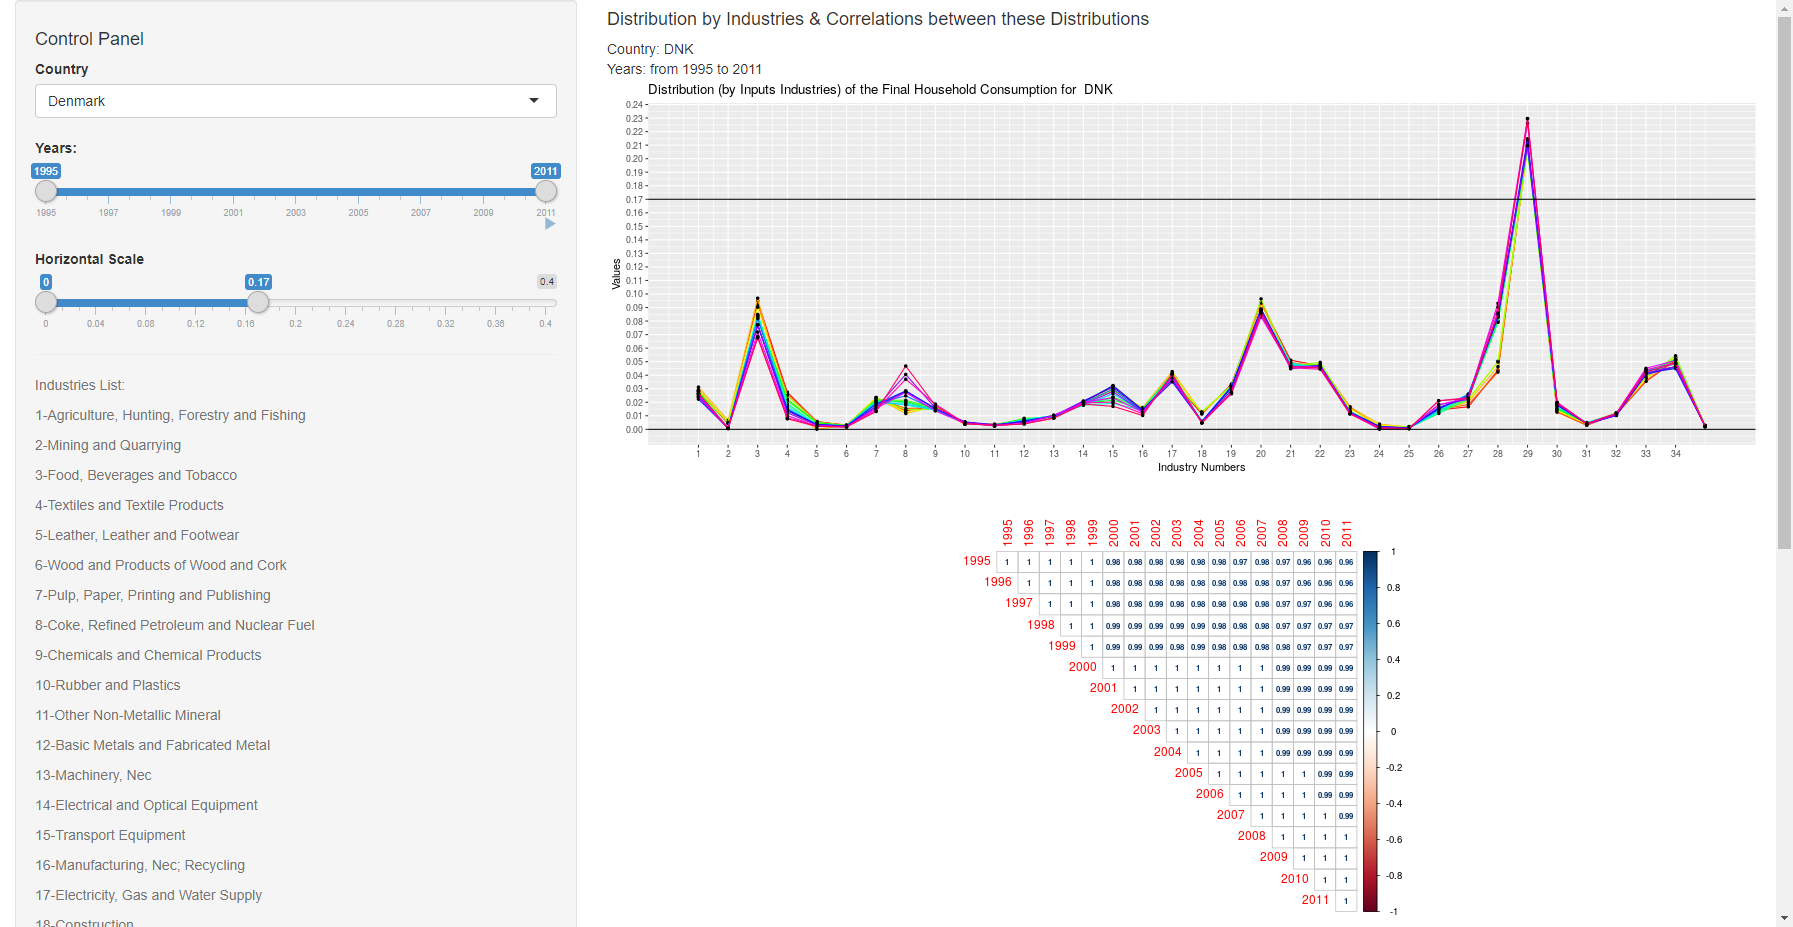 Control Panel
Country
Denmark
Years:
1995 2011
1995 1997 1999 2001 2003 2005 2007 2009 2011
Horizontal Scale
0 0.17 0.4
0 0.04 0.08 0.12 0.16 0.2 0.24 0.28 0.32 0.36 0.4
Industries List:
1-Agriculture, Hunting, Forestry and Fishing
2-Mining and Quarrying
3-Food, Beverages and Tobacco
4-Textiles and Textile Products
5-Leather, Leather and Footwear
6-Wood and Products of Wood and Cork
7-Pulp, Paper, Printing and Publishing
8-Coke, Refined Petroleum and Nuclear Fuel
9-Chemicals and Chemical Products
10-Rubber and Plastics
11-Other Non-Metallic Mineral
12-Basic Metals and Fabricated Metal
13-Machinery, Nec
14-Electrical and Optical Equipment
15-Transport Equipment
16-Manufacturing, Nec; Recycling
17-Electricity, Gas and Water Supply
18-Construction
Distribution by Industries & Correlations between these Distributions
Country: DNK
Years: from 1995 to 2011
Distribution (by Inputs Industries) of the Final Household Consumption for DNK
Values
0.24
0.23
0.22
0.21
0.20
0.19
0.18
0.17
0.16
0.15
0.14
0.13
0.12
0.11
0.10
0.09
0.08
0.07
0.06
0.05
0.04
0.03
0.02
0.01
0.00
1 2 3 4 5 6 7 8 9 10 11 12 13 14 15 16 17 18 19 20 21 22 23 24 25 26 27 28 29 30 31 32 33 34
Industry Numbers
1995 1996 1997 1998 1999 2000 2001 2002 2003 2004 2005 2006 2007 2008 2009 2010 2011
1995 1 1 1 1 1 0.98 0.98 0.98 0.98 0.98 0.98 0.97 0.98 0.97 0.96 0.96 0.96
1996 1 1 1 1 0.98 0.98 0.98 0.98 0.98 0.98 0.98 0.98 0.97 0.96 0.96 0.96
1997 1 1 1 0.98 0.98 0.99 0.98 0.98 0.98 0.98 0.98 0.97 0.97 0.96 0.96
1998 1 1 0.99 0.99 0.99 0.99 0.99 0.98 0.98 0.98 0.97 0.97 0.97 0.97
1999 1 0.99 0.99 0.99 0.98 0.99 0.98 0.98 0.98 0.98 0.97 0.97 0.97
2000 1 1 1 1 1 1 1 1 0.99 0.99 0.99 0.99
2001 1 1 1 1 1 1 1 0.99 0.99 0.99 0.99
2002 1 1 1 1 1 1 0.99 0.99 0.99 0.99
2003 1 1 1 1 1 0.99 0.99 0.99 0.99
2004 1 1 1 1 0.99 0.99 0.99 0.99
2005 1 1 1 1 1 0.99 0.99
2006 1 1 1 1 0.99 0.99
2007 1 1 1 1 0.99
2008 1 1 1 1
2009 1 1 1
2010 1 1
2011 1
1
0.8
0.6
0.4
0.2
0
-0.2
-0.4
-0.6
-0.8
-1